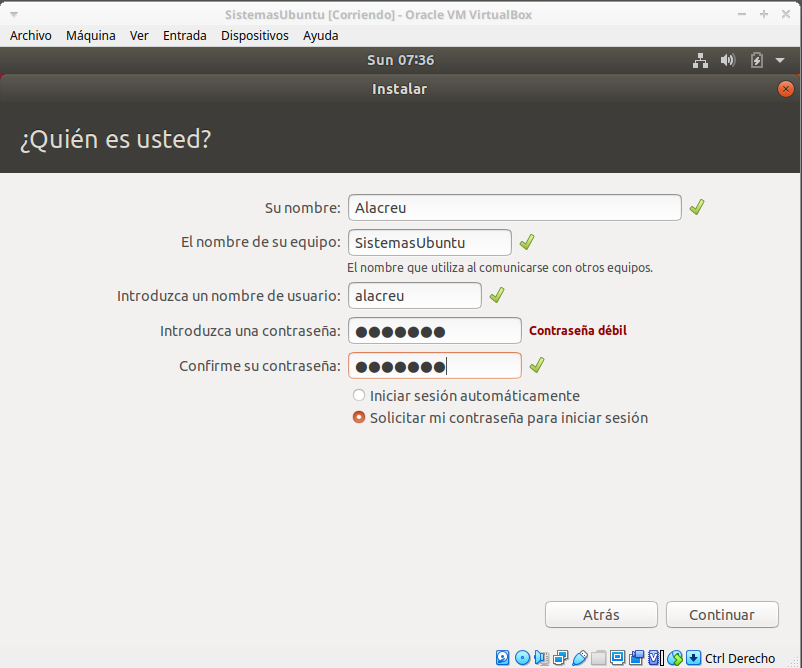 SistemasUbuntu [Corriendo] - Oracle VM VirtualBox
Archivo Máquina Ver Entrada Dispositivos Ayuda
Sun 07:36
Instalar
¿Quién es usted?
Su nombre: Alacreu
El nombre de su equipo: SistemasUbuntu
El nombre que utiliza al comunicarse con otros equipos.
Introduzca un nombre de usuario: alacreu
Introduzca una contraseña: ●●●●●●● Contraseña débil
Confirme su contraseña: ●●●●●●●
Iniciar sesión automáticamente
Solicitar mi contraseña para iniciar sesión
Atrás Continuar
Ctrl Derecho